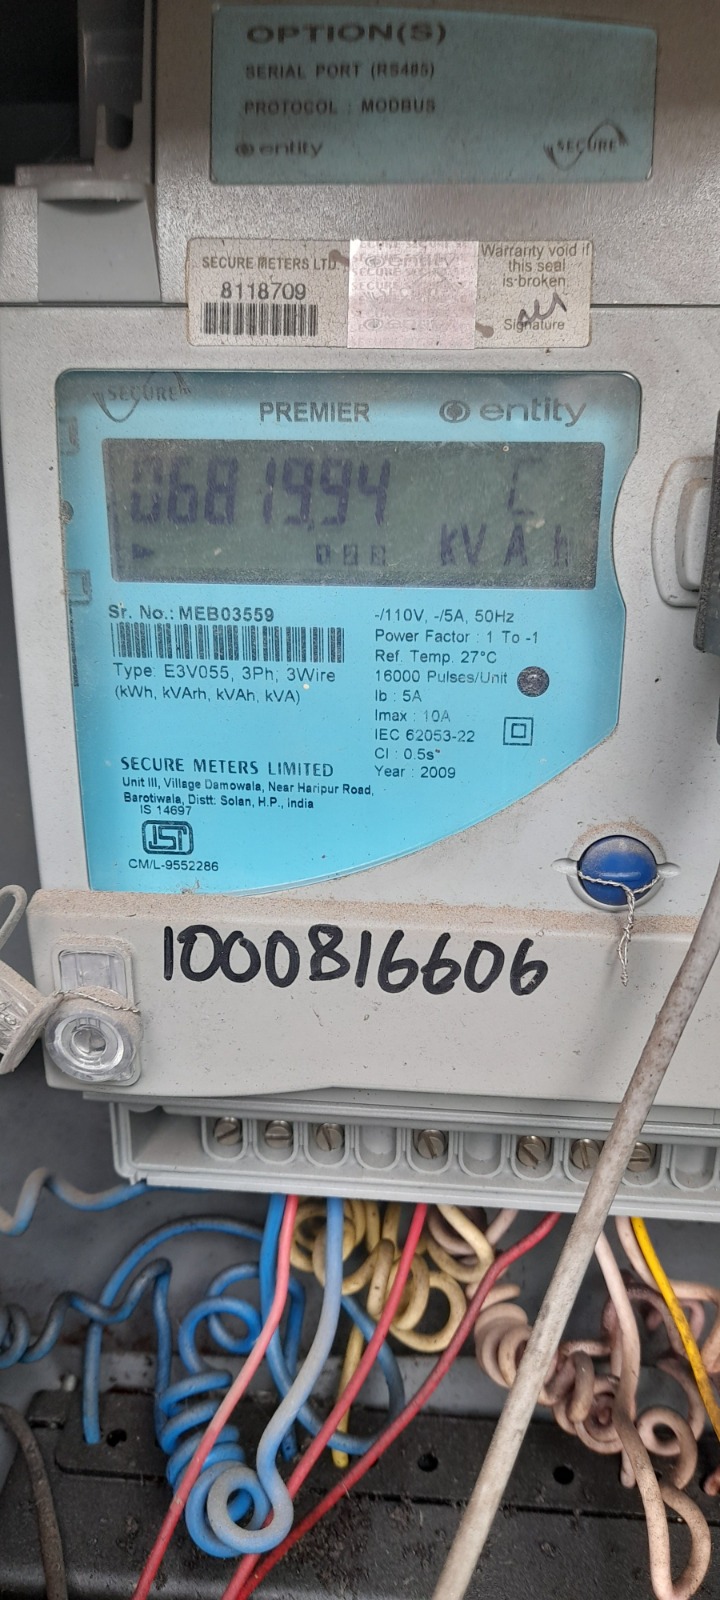 OPTION(S)
SERIAL PORT (RS485)
PROTOCOL : MODBUS
entity
SECURE
SECURE METERS LTD.
8118709
entity
Warranty void if
this seal
is broken
Signature
SECURE
PREMIER
entity
068 19.94 C
kVAh
Sr. No.: MEB03559
Type: E3V055, 3Ph, 3Wire
(kWh, kVArh, kVAh, kVA)
-/110V, -/5A, 50Hz
Power Factor : 1 To -1
Ref. Temp. 27°C
16000 Pulses/Unit
Ib : 5A
Imax : 10A
IEC 62053-22
Cl : 0.5s
Year : 2009
SECURE METERS LIMITED
Unit III, Village Damowala, Near Haripur Road,
Barotiwala, Distt: Solan, H.P., India
IS 14697
CM/L-9552286
1000816606